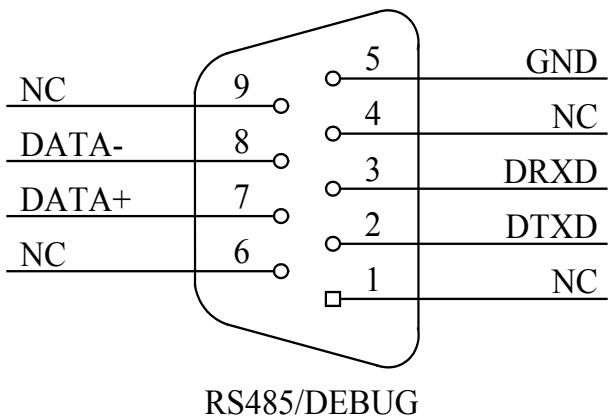 5 GND
NC 9
4 NC
DATA- 8
3 DRXD
DATA+ 7
2 DTXD
NC 6
1 NC
RS485/DEBUG